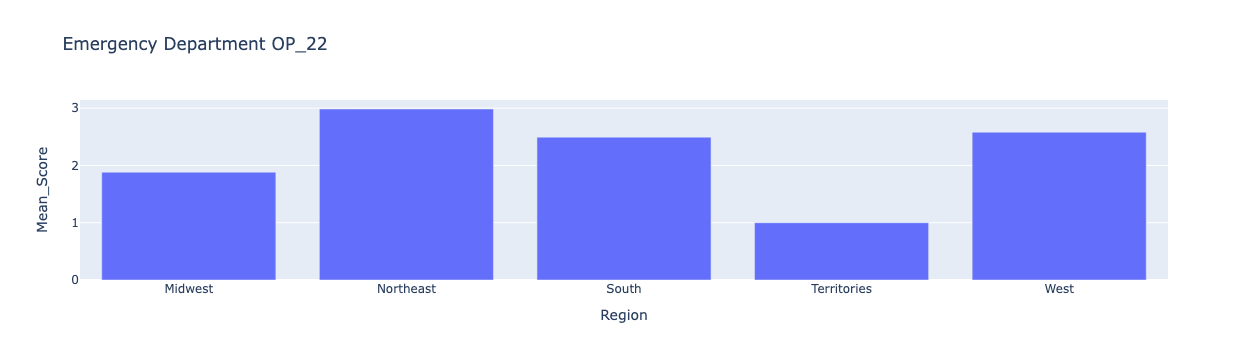 Emergency Department OP_22
Mean_Score
3
2
1
0
Midwest Northeast South Territories West
Region